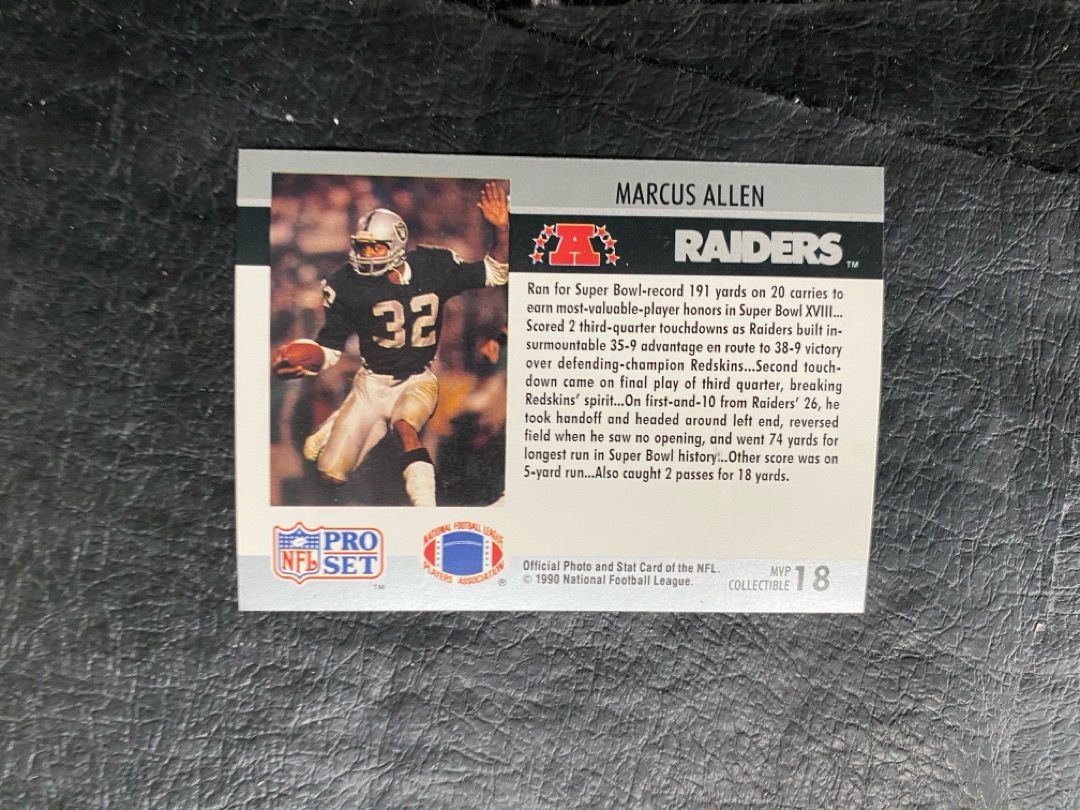 MARCUS ALLEN
A
RAIDERS™
Ran for Super Bowl-record 191 yards on 20 carries to
earn most-valuable-player honors in Super Bowl XVIII...
Scored 2 third-quarter touchdowns as Raiders built in-
surmountable 35-9 advantage en route to 38-9 victory
over defending-champion Redskins...Second touch-
down came on final play of third quarter, breaking
Redskins' spirit...On first-and-10 from Raiders' 26, he
took handoff and headed around left end, reversed
field when he saw no opening, and went 74 yards for
longest run in Super Bowl history...Other score was on
5-yard run...Also caught 2 passes for 18 yards.
32
NFL PRO SET™
NATIONAL FOOTBALL LEAGUE
PLAYERS ASSOCIATION®
Official Photo and Stat Card of the NFL.
© 1990 National Football League.
MVP
COLLECTIBLE 18